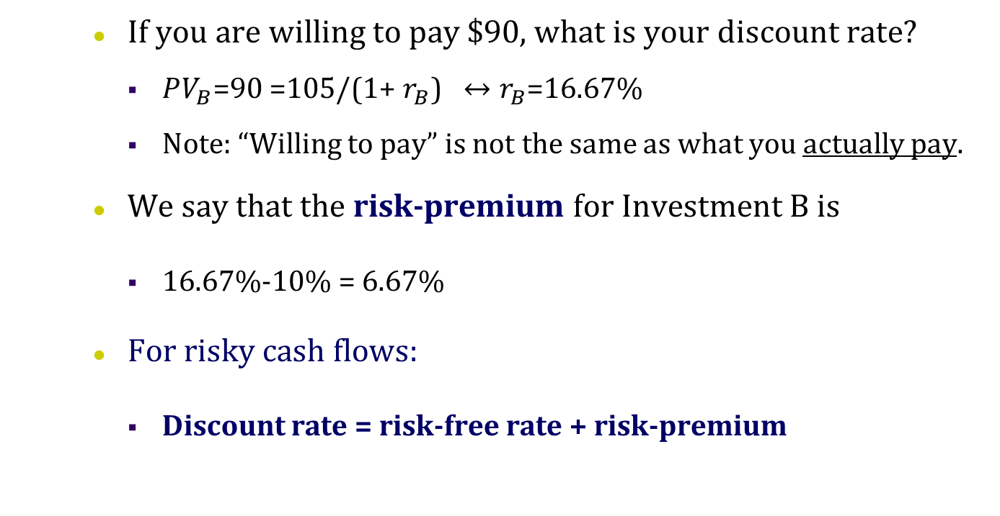 If you are willing to pay $90, what is your discount rate?
PV_B=90 =105/(1+ r_B) ↔ r_B=16.67%
Note: “Willing to pay” is not the same as what you actually pay.
We say that the risk-premium for Investment B is
16.67%-10% = 6.67%
For risky cash flows:
Discount rate = risk-free rate + risk-premium